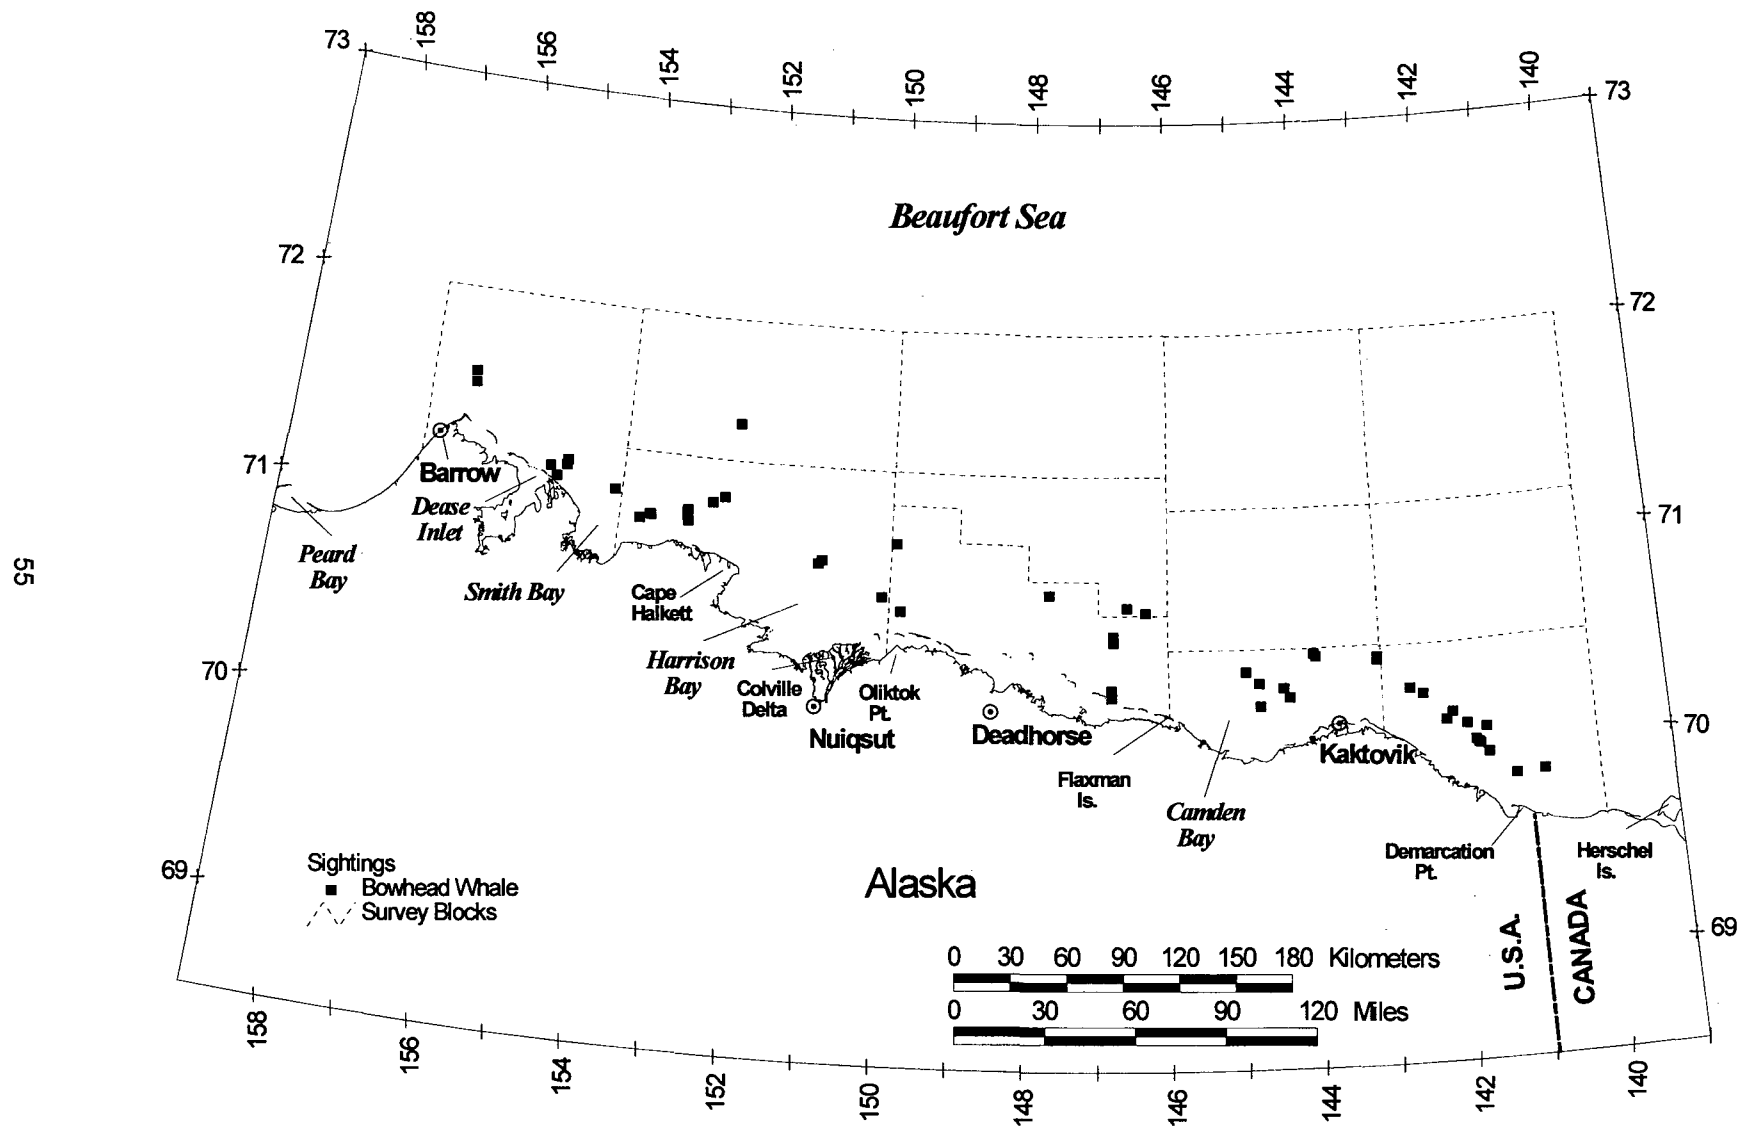 158
156
154
152
150
148
146
144
142
140
73
73
Beaufort Sea
72
72
71
71
Barrow
Dease
Inlet
Peard
Bay
Smith Bay
Cape
Halkett
Harrison
Bay
Colville
Delta
Oliktok
Pt.
Nuiqsut
Deadhorse
Kaktovik
Flaxman
Is.
Camden
Bay
70
70
Demarcation
Pt.
Herschel
Is.
Alaska
69
69
U.S.A.
CANADA
Sightings
Bowhead Whale
Survey Blocks
0 30 60 90 120 150 180 Kilometers
0 30 60 90 120 Miles
158
156
154
152
150
148
146
144
142
140
55